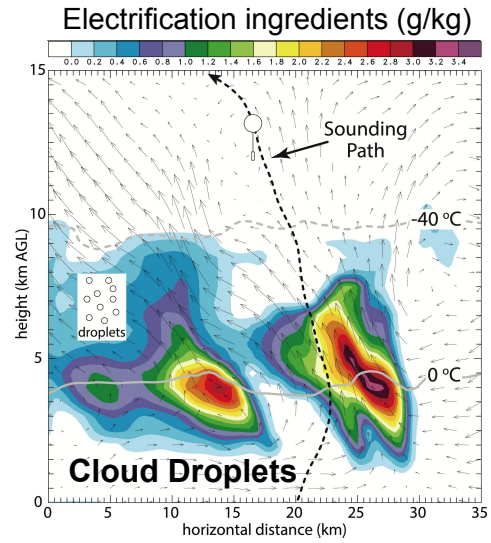 Electrification ingredients (g/kg)
0.0 0.2 0.4 0.6 0.8 1.0 1.2 1.4 1.6 1.8 2.0 2.2 2.4 2.6 2.8 3.0 3.2 3.4
15
Sounding
Path
10
-40 ºC
height (km AGL)
droplets
5
0 ºC
Cloud Droplets
0
0 5 10 15 20 25 30 35
horizontal distance (km)